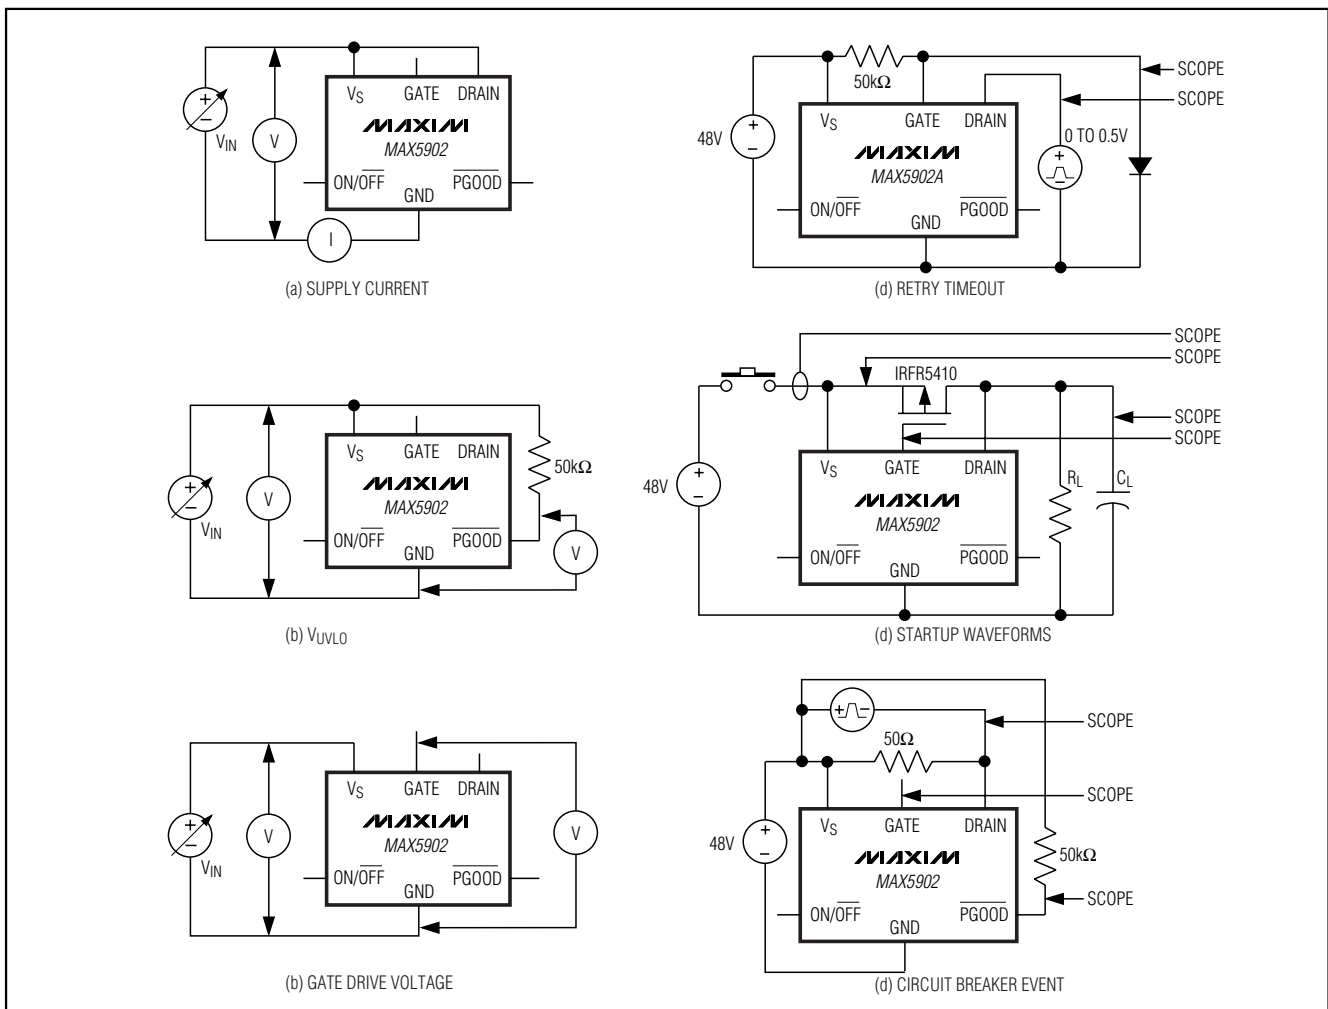 VS GATE DRAIN
MAXIM
MAX5902
ON/OFF PGOOD
GND
+
−
VIN
V
I
(a) SUPPLY CURRENT
VS GATE DRAIN
MAXIM
MAX5902
ON/OFF PGOOD
GND
+
−
VIN
V
50kΩ
V
(b) VUVLO
VS GATE DRAIN
MAXIM
MAX5902
ON/OFF PGOOD
GND
+
−
VIN
V
V
(b) GATE DRIVE VOLTAGE
50kΩ
SCOPE
SCOPE
VS GATE DRAIN
48V
+
−
MAXIM
MAX5902A
0 TO 0.5V
+
−
ON/OFF PGOOD
GND
(d) RETRY TIMEOUT
SCOPE
SCOPE
IRFR5410
SCOPE
SCOPE
VS GATE DRAIN
48V
+
−
MAXIM
MAX5902
RL CL
ON/OFF PGOOD
GND
(d) STARTUP WAVEFORMS
+ −
SCOPE
50Ω
SCOPE
VS GATE DRAIN
48V
+
−
MAXIM
MAX5902
50kΩ
SCOPE
ON/OFF PGOOD
GND
(d) CIRCUIT BREAKER EVENT